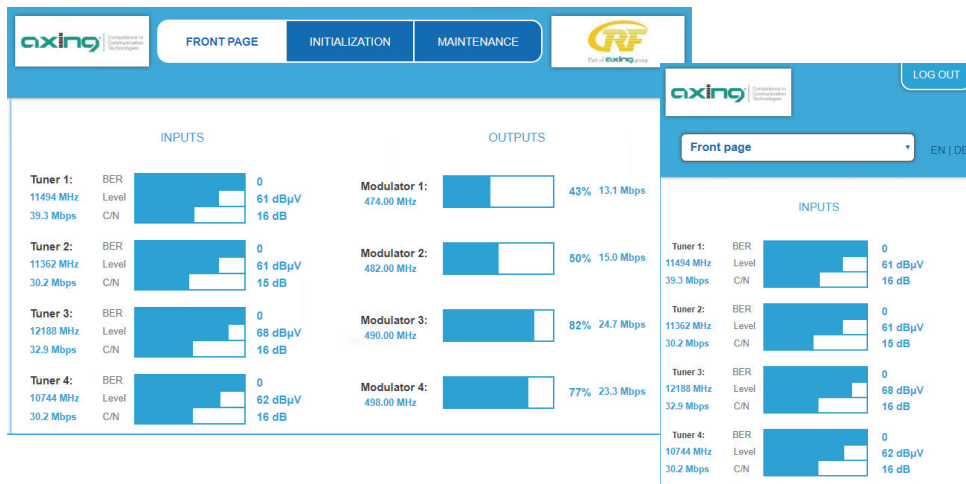 axing Competence in
Communication
Technologies
FRONT PAGE INITIALIZATION MAINTENANCE
GRF
Part of axing group
INPUTS OUTPUTS
Tuner 1: BER 0
11494 MHz Level 61 dBµV
39.3 Mbps C/N 16 dB
Modulator 1:
474.00 MHz
43% 13.1 Mbps
Tuner 2: BER 0
11362 MHz Level 61 dBµV
30.2 Mbps C/N 15 dB
Modulator 2:
482.00 MHz
50% 15.0 Mbps
Tuner 3: BER 0
12188 MHz Level 68 dBµV
32.9 Mbps C/N 16 dB
Modulator 3:
490.00 MHz
82% 24.7 Mbps
Tuner 4: BER 0
10744 MHz Level 62 dBµV
30.2 Mbps C/N 16 dB
Modulator 4:
498.00 MHz
77% 23.3 Mbps
LOG OUT
axing Competence in
Communication
Technologies
Front page
EN | DE
INPUTS
Tuner 1: BER 0
11494 MHz Level 61 dBµV
39.3 Mbps C/N 16 dB
Tuner 2: BER 0
11362 MHz Level 61 dBµV
30.2 Mbps C/N 15 dB
Tuner 3: BER 0
12188 MHz Level 68 dBµV
32.9 Mbps C/N 16 dB
Tuner 4: BER 0
10744 MHz Level 62 dBµV
30.2 Mbps C/N 16 dB